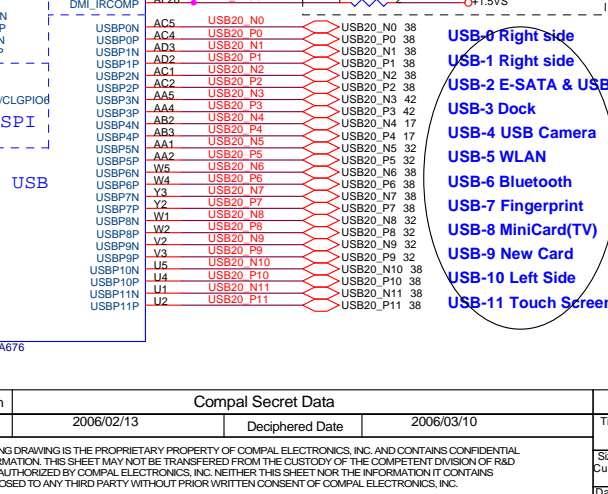 DMI_IRCOMP AF28 2 +1.5VS
USBP0N AC5 USB20_N0 USB20_N0 38
USBP0P AC4 USB20_P0 USB20_P0 38
USBP1N AD3 USB20_N1 USB20_N1 38
USBP1P AD2 USB20_P1 USB20_P1 38
USBP2N AC1 USB20_N2 USB20_N2 38
USBP2P AC2 USB20_P2 USB20_P2 38
USBP3N AA5 USB20_N3 USB20_N3 42
USBP3P AA4 USB20_P3 USB20_P3 42
USBP4N AB2 USB20_N4 USB20_N4 17
USBP4P AB3 USB20_P4 USB20_P4 17
USBP5N AA1 USB20_N5 USB20_N5 32
USBP5P AA2 USB20_P5 USB20_P5 32
USBP6N W5 USB20_N6 USB20_N6 38
USBP6P W4 USB20_P6 USB20_P6 38
USBP7N Y3 USB20_N7 USB20_N7 38
USBP7P Y2 USB20_P7 USB20_P7 38
USBP8N W1 USB20_N8 USB20_N8 32
USBP8P W2 USB20_P8 USB20_P8 32
USBP9N V2 USB20_N9 USB20_N9 32
USBP9P V3 USB20_P9 USB20_P9 32
USBP10N U5 USB20_N10 USB20_N10 38
USBP10P U4 USB20_P10 USB20_P10 38
USBP11N U1 USB20_N11 USB20_N11 38
USBP11P U2 USB20_P11 USB20_P11 38
/CLGPIO6
SPI
USB
USB-0 Right side
USB-1 Right side
USB-2 E-SATA & USB
USB-3 Dock
USB-4 USB Camera
USB-5 WLAN
USB-6 Bluetooth
USB-7 Fingerprint
USB-8 MiniCard(TV)
USB-9 New Card
USB-10 Left Side
USB-11 Touch Screen
A676
Compal Secret Data
2006/02/13 Deciphered Date 2006/03/10
NG DRAWING IS THE PROPRIETARY PROPERTY OF COMPAL ELECTRONICS, INC. AND CONTAINS CONFIDENTIAL
RMATION. THIS SHEET MAY NOT BE TRANSFERED FROM THE CUSTODY OF THE COMPETENT DIVISION OF R&D
AUTHORIZED BY COMPAL ELECTRONICS, INC. NEITHER THIS SHEET NOR THE INFORMATION IT CONTAINS
OSED TO ANY THIRD PARTY WITHOUT PRIOR WRITTEN CONSENT OF COMPAL ELECTRONICS, INC.